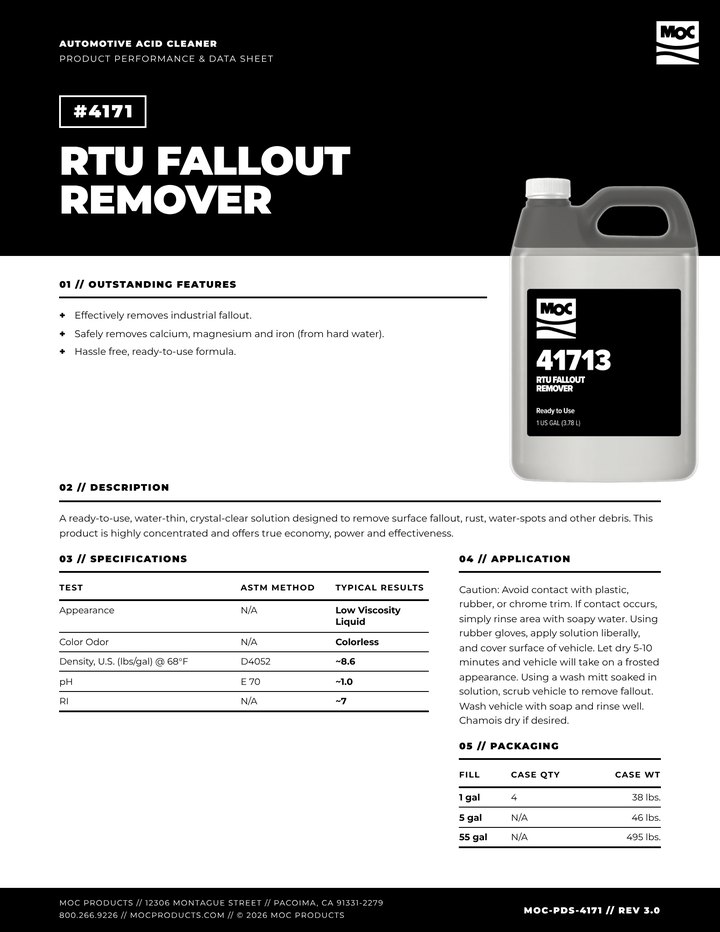 AUTOMOTIVE ACID CLEANER
PRODUCT PERFORMANCE & DATA SHEET
MOC
#4171
RTU FALLOUT
REMOVER
01 // OUTSTANDING FEATURES
+ Effectively removes industrial fallout.
+ Safely removes calcium, magnesium and iron (from hard water).
+ Hassle free, ready-to-use formula.
MOC
41713
RTU FALLOUT
REMOVER
Ready to Use
1 US GAL (3.78 L)
02 // DESCRIPTION
A ready-to-use, water-thin, crystal-clear solution designed to remove surface fallout, rust, water-spots and other debris. This
product is highly concentrated and offers true economy, power and effectiveness.
03 // SPECIFICATIONS
TEST ASTM METHOD TYPICAL RESULTS
Appearance N/A Low Viscosity
Liquid
Color Odor N/A Colorless
Density, U.S. (lbs/gal) @ 68°F D4052 ~8.6
pH E 70 ~1.0
RI N/A ~7
04 // APPLICATION
Caution: Avoid contact with plastic,
rubber, or chrome trim. If contact occurs,
simply rinse area with soapy water. Using
rubber gloves, apply solution liberally,
and cover surface of vehicle. Let dry 5-10
minutes and vehicle will take on a frosted
appearance. Using a wash mitt soaked in
solution, scrub vehicle to remove fallout.
Wash vehicle with soap and rinse well.
Chamois dry if desired.
05 // PACKAGING
FILL CASE QTY CASE WT
1 gal 4 38 lbs.
5 gal N/A 46 lbs.
55 gal N/A 495 lbs.
MOC PRODUCTS // 12306 MONTAGUE STREET // PACOIMA, CA 91331-2279
800.266.9226 // MOCPRODUCTS.COM // © 2026 MOC PRODUCTS
MOC-PDS-4171 // REV 3.0